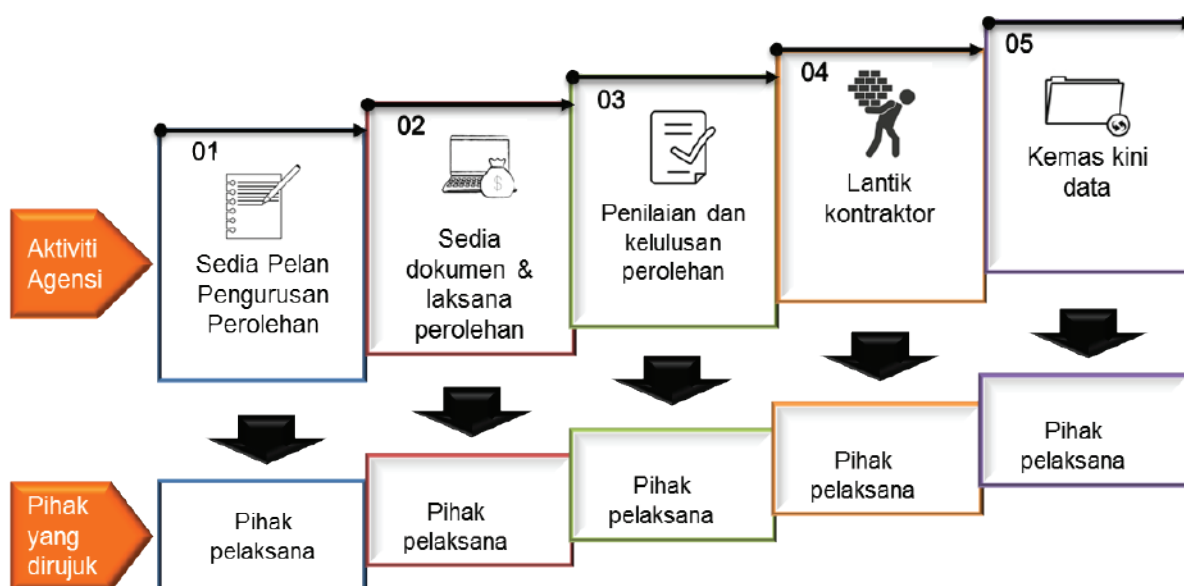 01
02
03
04
05
Aktiviti
Agensi
Sedia Pelan
Pengurusan
Perolehan
Sedia
dokumen &
laksana
perolehan
$
Penilaian dan
kelulusan
perolehan
Lantik
kontraktor
Kemas kini
data
Pihak
yang
dirujuk
Pihak
pelaksana
Pihak
pelaksana
Pihak
pelaksana
Pihak
pelaksana
Pihak
pelaksana